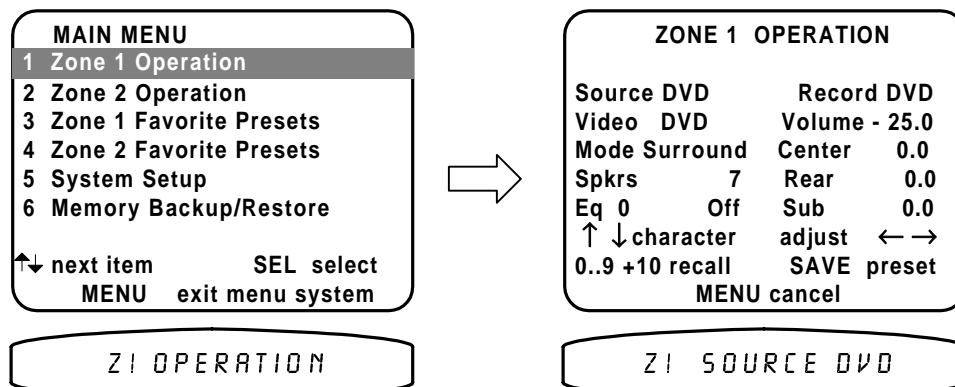 MAIN MENU
1 Zone 1 Operation
2 Zone 2 Operation
3 Zone 1 Favorite Presets
4 Zone 2 Favorite Presets
5 System Setup
6 Memory Backup/Restore
↑↓ next item SEL select
MENU exit menu system
Z1 OPERATION
ZONE 1 OPERATION
Source DVD Record DVD
Video DVD Volume - 25.0
Mode Surround Center 0.0
Spkrs 7 Rear 0.0
Eq 0 Off Sub 0.0
↑ ↓ character adjust ← →
0..9 +10 recall SAVE preset
MENU cancel
Z1 SOURCE DVD